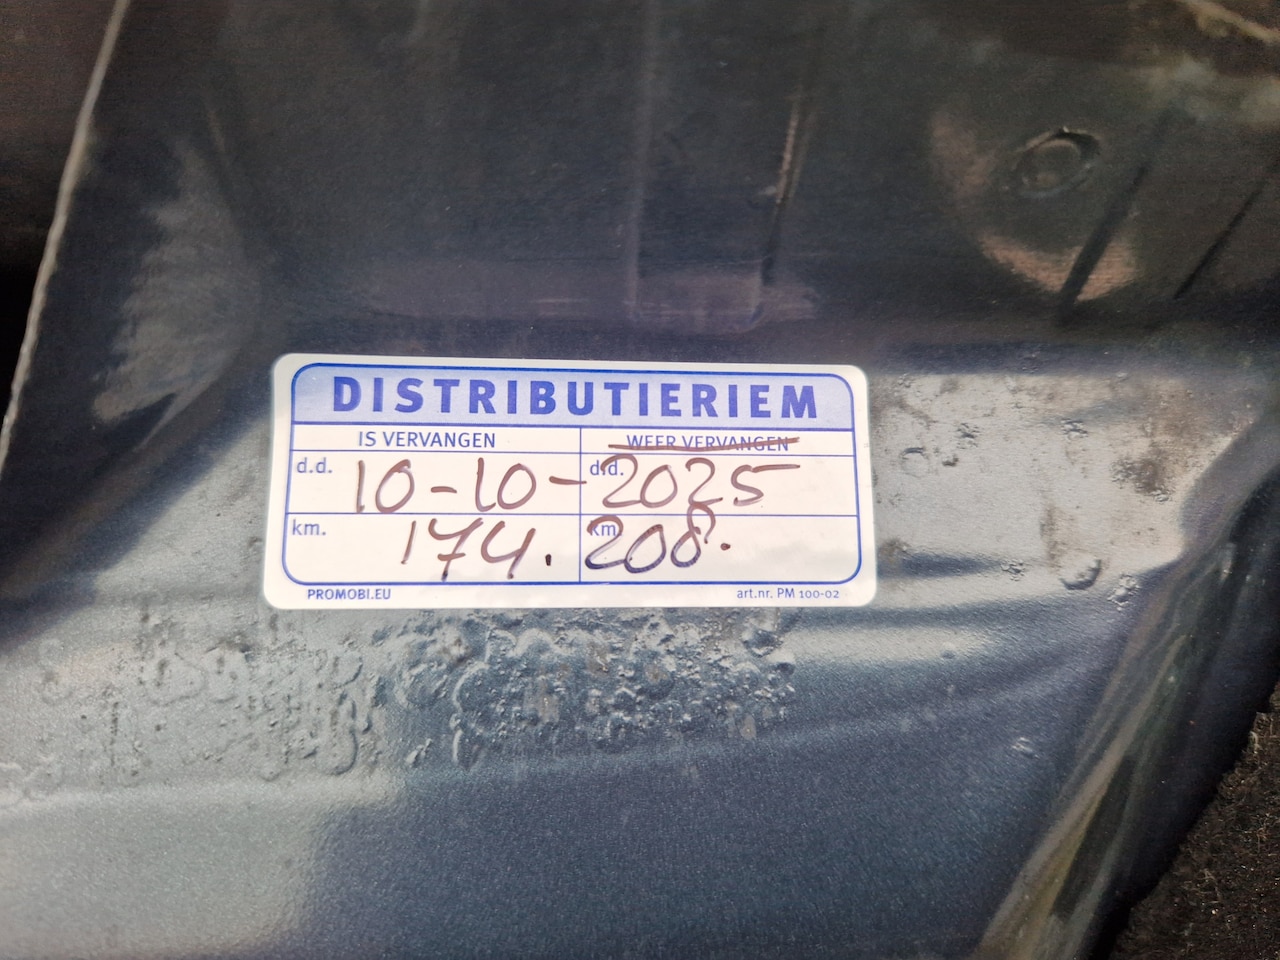 DISTRIBUTIERIEM
IS VERVANGEN WEER VERVANGEN
d.d. d.d.
10-10-2025
km. km.
174.208.
PROMOBI.EU art.nr. PM 100-02